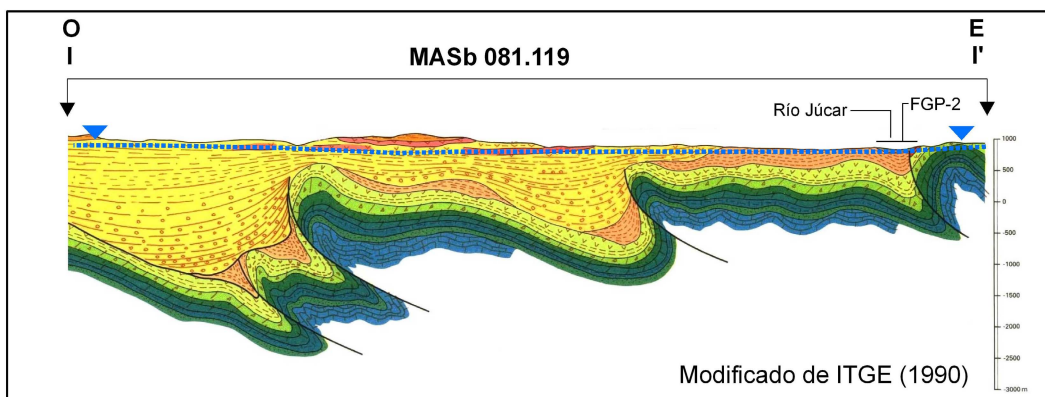 O
I
MASb 081.119
E
I'
Río Júcar
FGP-2
1000
500
0
-500
-1000
-1500
-2000
-2500
-3000 m
Modificado de ITGE (1990)